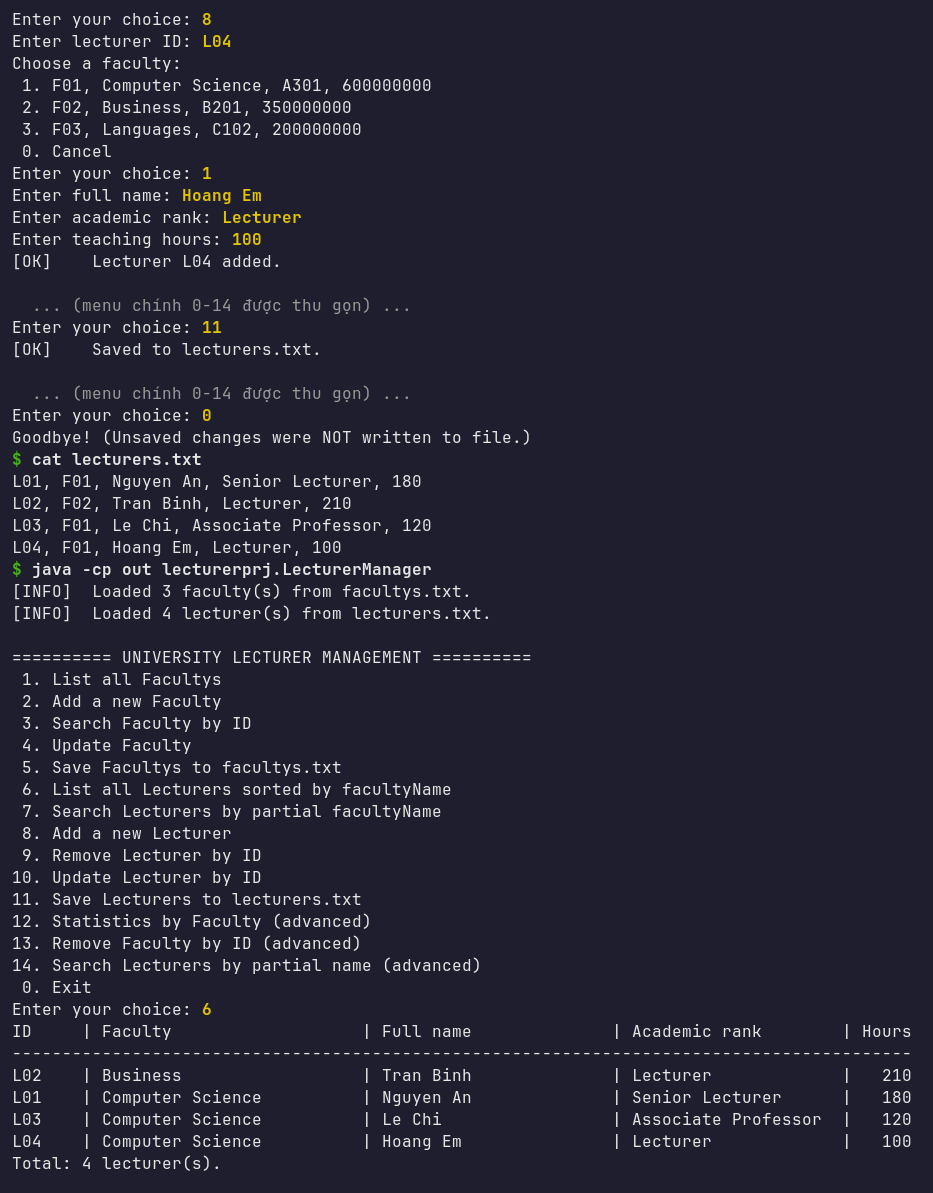 Enter your choice: 8
Enter lecturer ID: L04
Choose a faculty:
 1. F01, Computer Science, A301, 600000000
 2. F02, Business, B201, 350000000
 3. F03, Languages, C102, 200000000
 0. Cancel
Enter your choice: 1
Enter full name: Hoang Em
Enter academic rank: Lecturer
Enter teaching hours: 100
[OK]    Lecturer L04 added.

  ... (menu chính 0-14 được thu gọn) ...
Enter your choice: 11
[OK]    Saved to lecturers.txt.

  ... (menu chính 0-14 được thu gọn) ...
Enter your choice: 0
Goodbye! (Unsaved changes were NOT written to file.)
$ cat lecturers.txt
L01, F01, Nguyen An, Senior Lecturer, 180
L02, F02, Tran Binh, Lecturer, 210
L03, F01, Le Chi, Associate Professor, 120
L04, F01, Hoang Em, Lecturer, 100
$ java -cp out lecturerprj.LecturerManager
[INFO]  Loaded 3 faculty(s) from facultys.txt.
[INFO]  Loaded 4 lecturer(s) from lecturers.txt.

========== UNIVERSITY LECTURER MANAGEMENT ==========
 1. List all Facultys
 2. Add a new Faculty
 3. Search Faculty by ID
 4. Update Faculty
 5. Save Facultys to facultys.txt
 6. List all Lecturers sorted by facultyName
 7. Search Lecturers by partial facultyName
 8. Add a new Lecturer
 9. Remove Lecturer by ID
10. Update Lecturer by ID
11. Save Lecturers to lecturers.txt
12. Statistics by Faculty (advanced)
13. Remove Faculty by ID (advanced)
14. Search Lecturers by partial name (advanced)
 0. Exit
Enter your choice: 6
ID     | Faculty                   | Full name              | Academic rank        | Hours
------------------------------------------------------------------------------------------
L02    | Business                  | Tran Binh              | Lecturer             |   210
L01    | Computer Science          | Nguyen An              | Senior Lecturer      |   180
L03    | Computer Science          | Le Chi                 | Associate Professor  |   120
L04    | Computer Science          | Hoang Em               | Lecturer             |   100
Total: 4 lecturer(s).